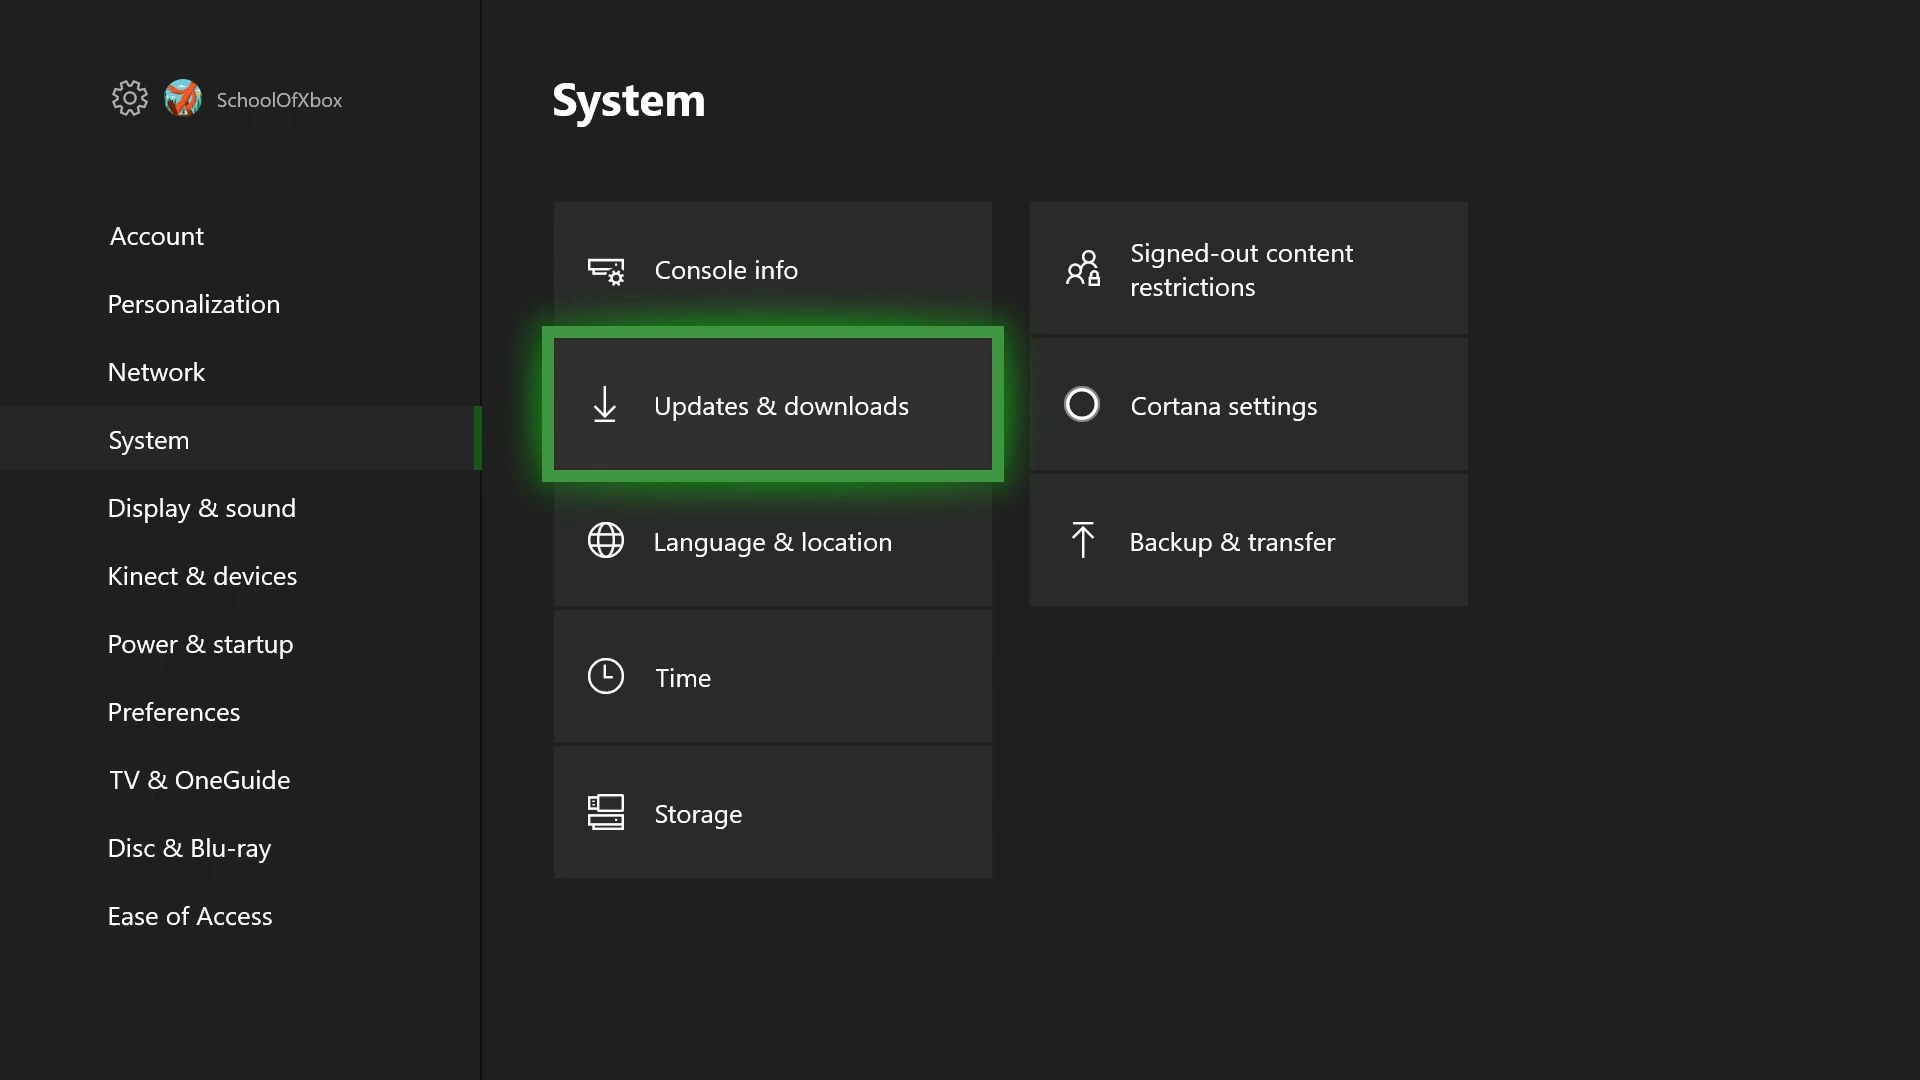 SchoolOfXbox
Account
Personalization
Network
System
Display & sound
Kinect & devices
Power & startup
Preferences
TV & OneGuide
Disc & Blu-ray
Ease of Access
System
Console info
Updates & downloads
Language & location
Time
Storage
Signed-out content
restrictions
Cortana settings
Backup & transfer